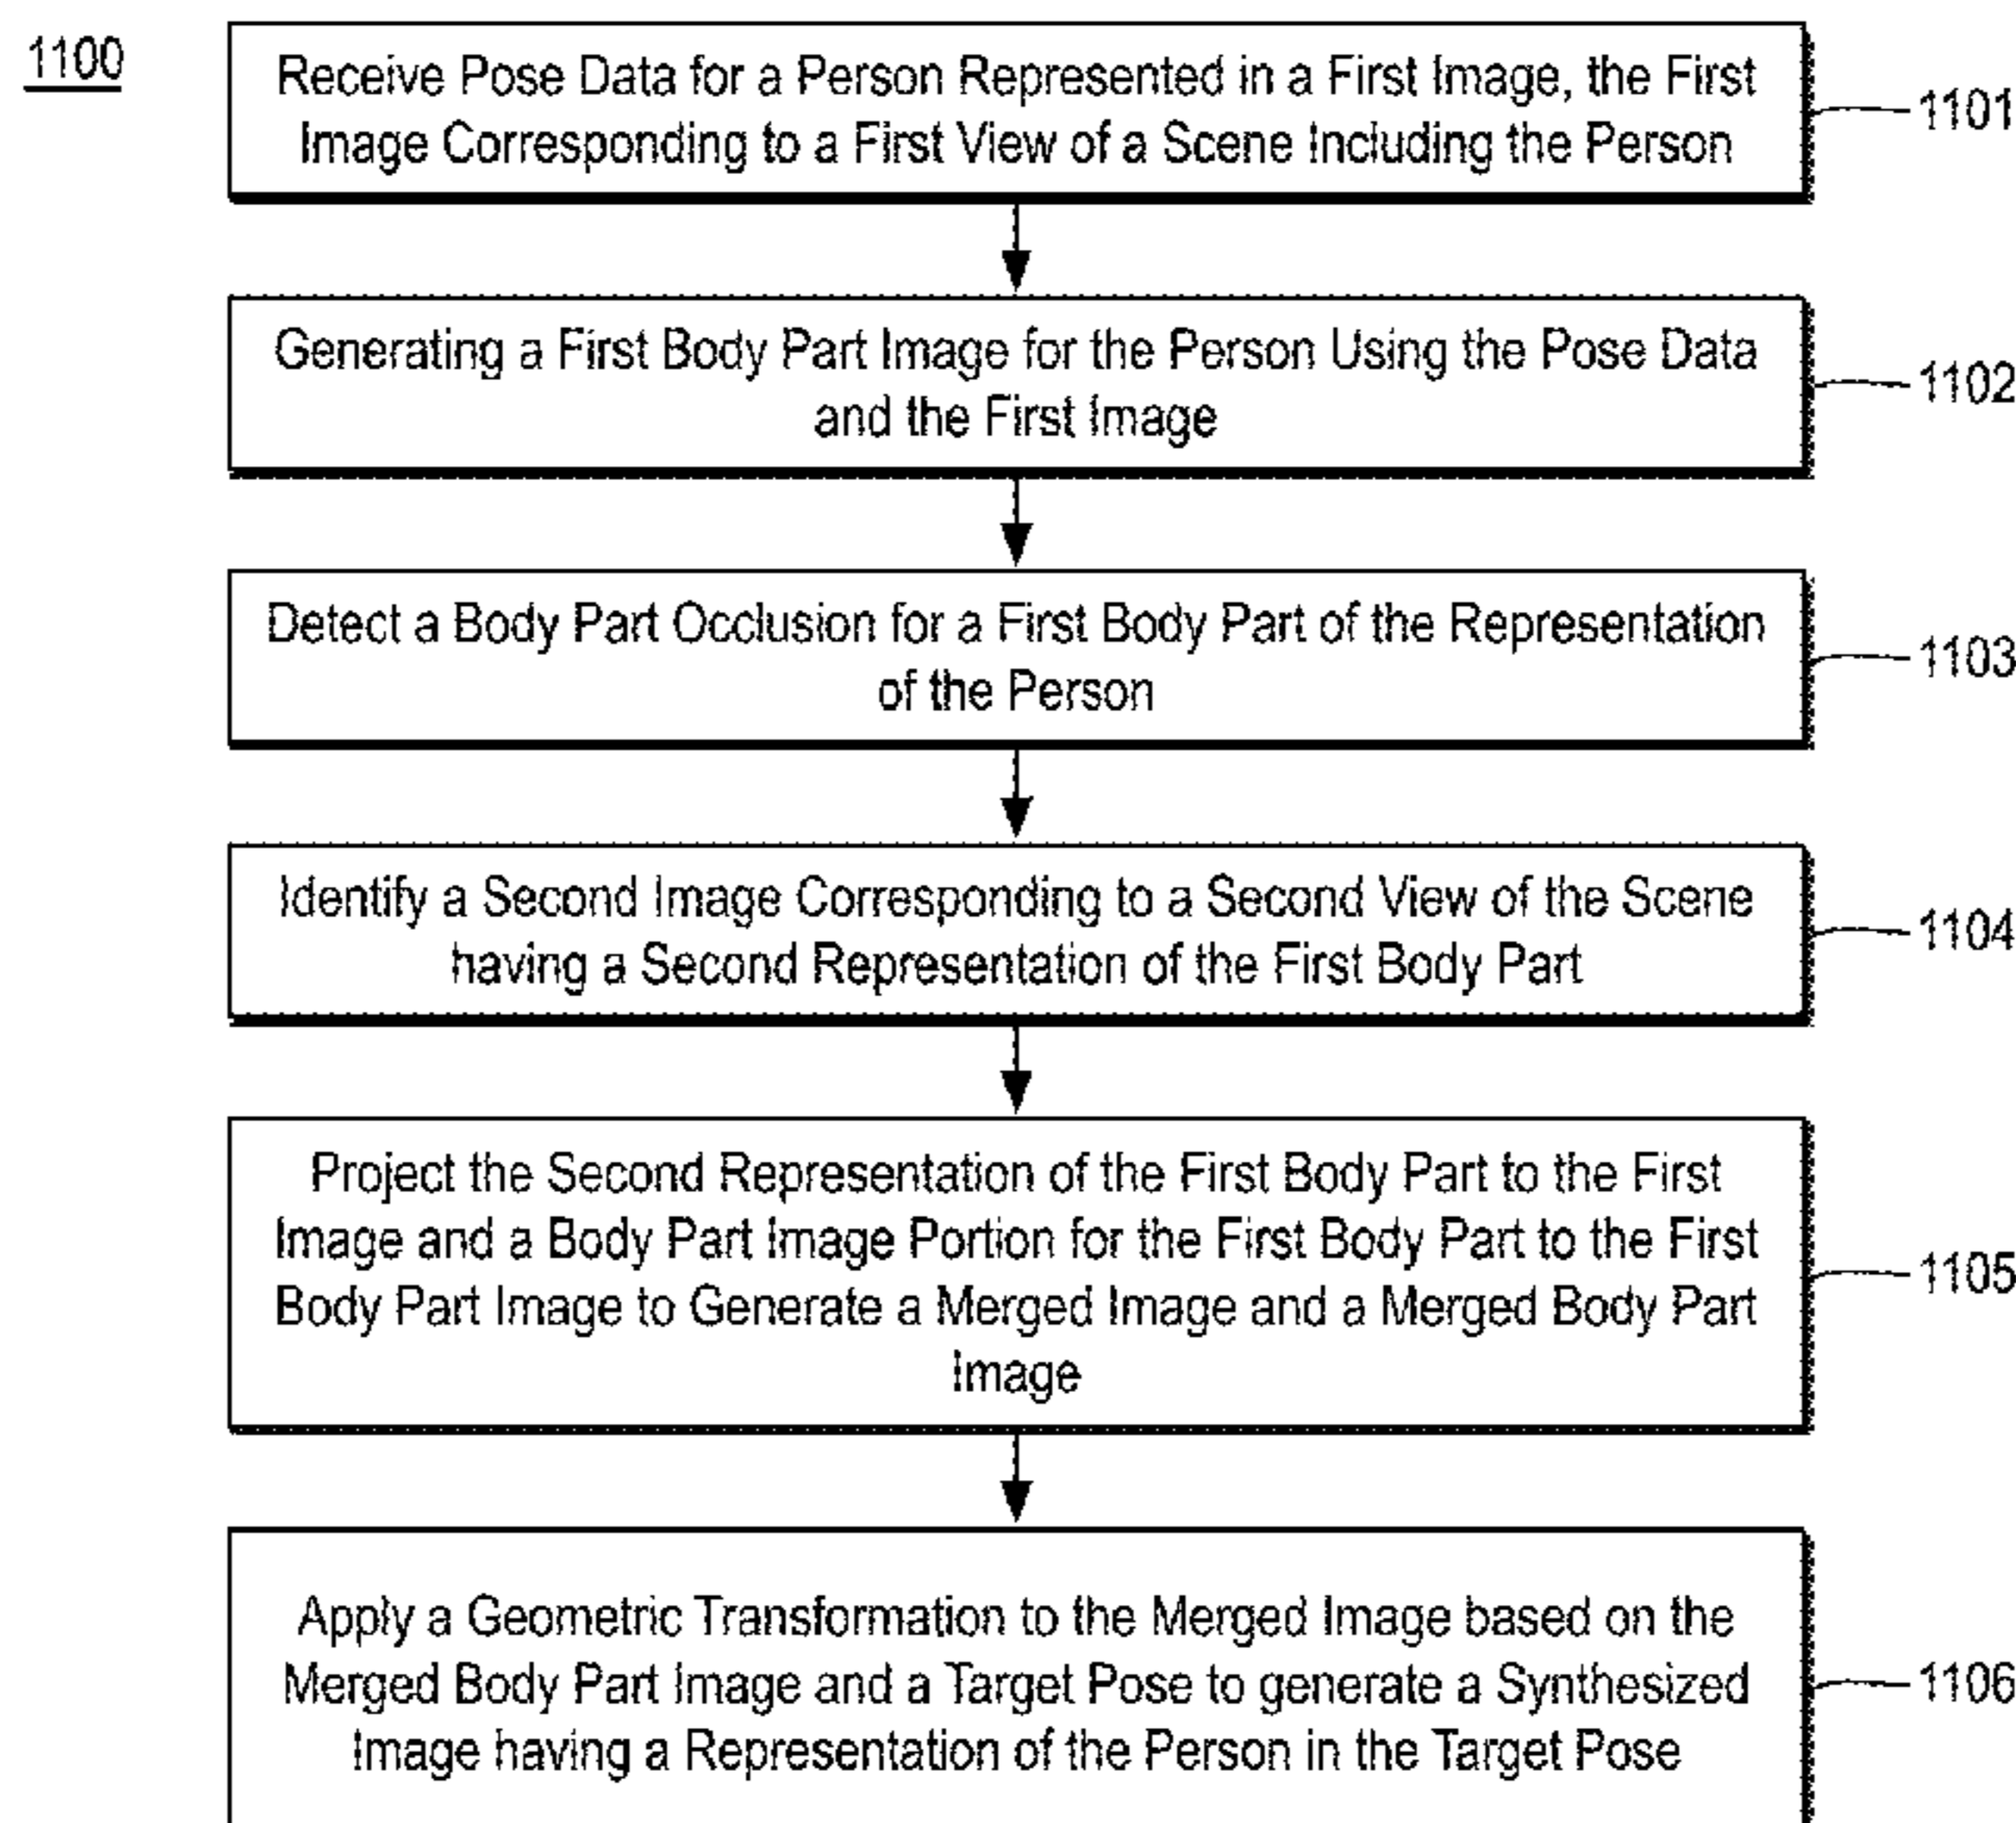 1100
Receive Pose Data for a Person Represented in a First Image, the First
Image Corresponding to a First View of a Scene Including the Person
1101
Generating a First Body Part Image for the Person Using the Pose Data
and the First Image
1102
Detect a Body Part Occlusion for a First Body Part of the Representation
of the Person
1103
Identify a Second Image Corresponding to a Second View of the Scene
having a Second Representation of the First Body Part
1104
Project the Second Representation of the First Body Part to the First
Image and a Body Part Image Portion for the First Body Part to the First
Body Part Image to Generate a Merged Image and a Merged Body Part
Image
1105
Apply a Geometric Transformation to the Merged Image based on the
Merged Body Part Image and a Target Pose to generate a Synthesized
Image having a Representation of the Person in the Target Pose
1106